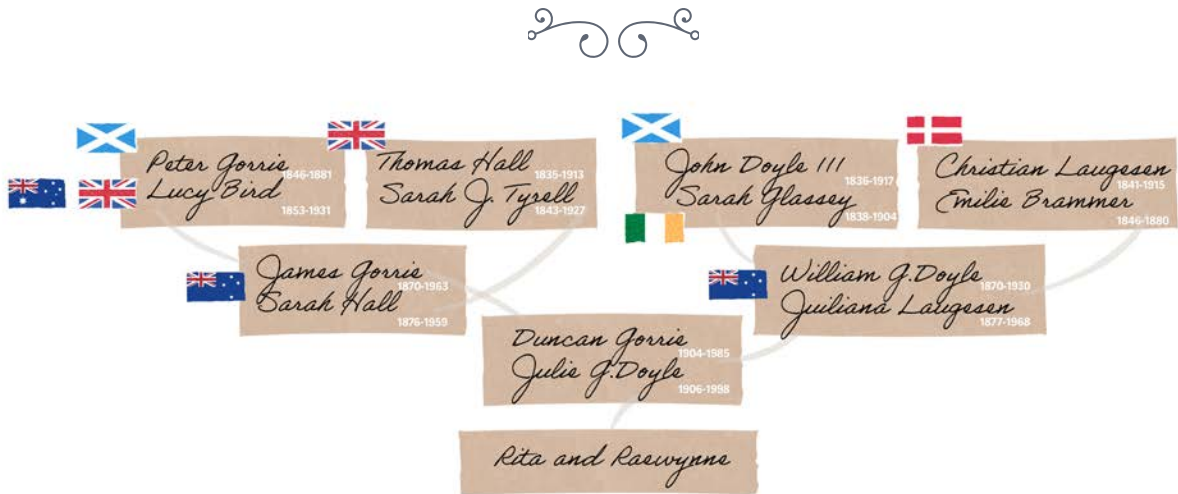 Peter Gorrie
1846-1881
Lucy Bird
1853-1931
Thomas Hall
1835-1913
Sarah J. Tyrell
1843-1927
John Doyle III
1836-1917
Sarah Glassey
1838-1904
Christian Laugesen
1841-1915
Emilie Brammer
1846-1880
James Gorrie
1870-1963
Sarah Hall
1876-1959
William G.Doyle
1870-1930
Juiliana Laugesen
1877-1968
Duncan Gorrie
1904-1985
Julie G.Doyle
1906-1998
Rita and Raewynne